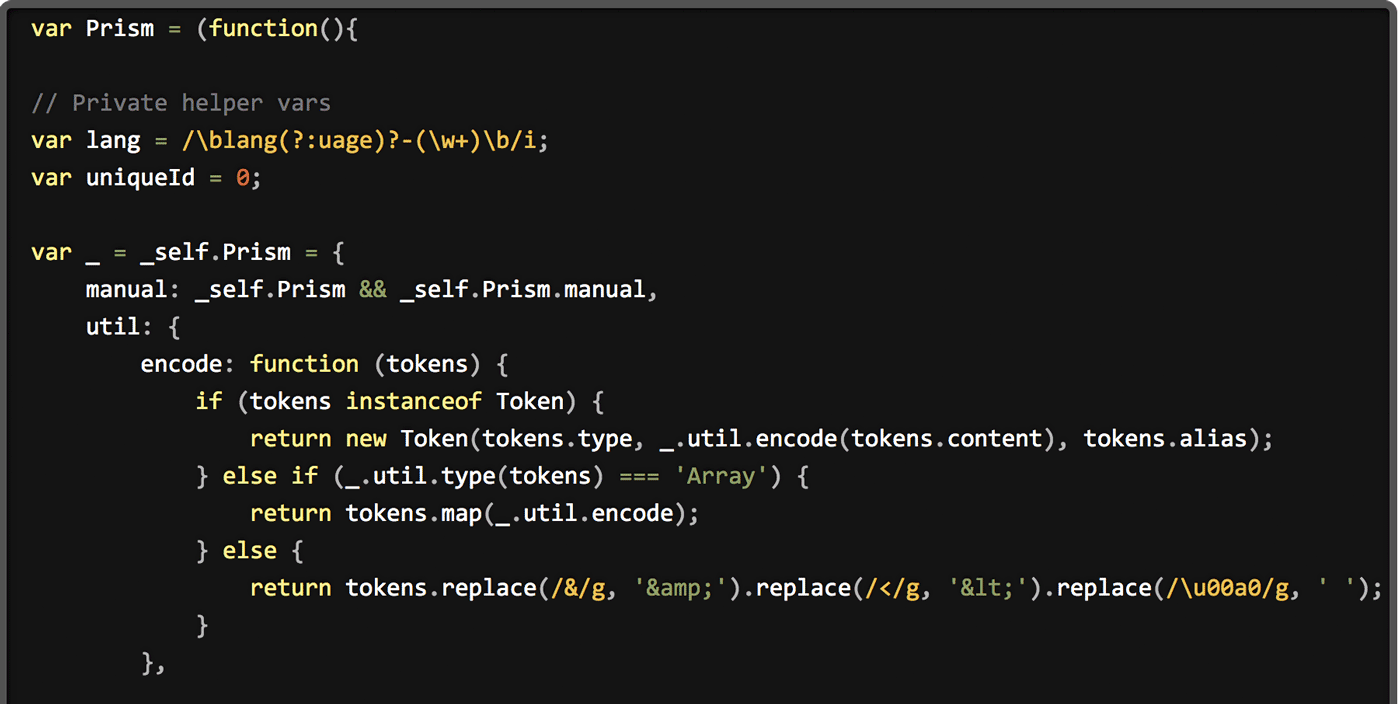 var Prism = (function(){
// Private helper vars
var lang = /\blang(?:uage)?-(\w+)\b/i;
var uniqueId = 0;
var _ = _self.Prism = {
    manual: _self.Prism && _self.Prism.manual,
    util: {
        encode: function (tokens) {
            if (tokens instanceof Token) {
                return new Token(tokens.type, _.util.encode(tokens.content), tokens.alias);
            } else if (_.util.type(tokens) === 'Array') {
                return tokens.map(_.util.encode);
            } else {
                return tokens.replace(/&/g, '&amp;').replace(/</g, '&lt;').replace(/\u00a0/g, ' ');
            }
        },